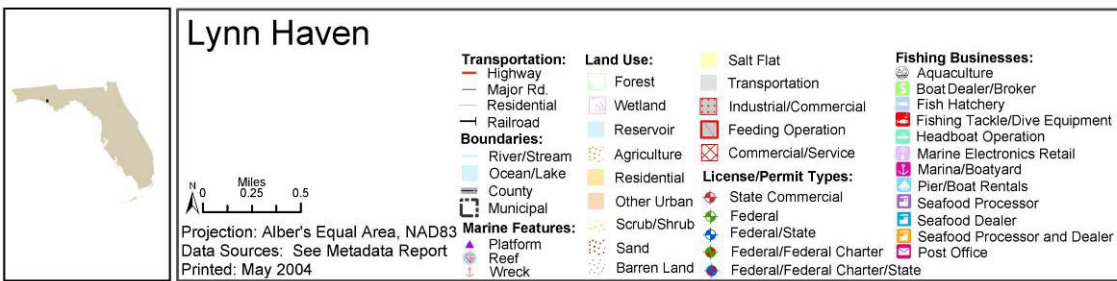 Lynn Haven
N
Miles
0 0.25 0.5
Projection: Alber's Equal Area, NAD83
Data Sources: See Metadata Report
Printed: May 2004
Transportation:
Highway
Major Rd.
Residential
Railroad
Boundaries:
River/Stream
Ocean/Lake
County
Municipal
Marine Features:
Platform
Reef
Wreck
Land Use:
Forest
Wetland
Reservoir
Agriculture
Residential
Other Urban
Scrub/Shrub
Sand
Barren Land
Salt Flat
Transportation
Industrial/Commercial
Feeding Operation
Commercial/Service
License/Permit Types:
State Commercial
Federal
Federal/State
Federal/Federal Charter
Federal/Federal Charter/State
Fishing Businesses:
Aquaculture
Boat Dealer/Broker
Fish Hatchery
Fishing Tackle/Dive Equipment
Headboat Operation
Marine Electronics Retail
Marina/Boatyard
Pier/Boat Rentals
Seafood Processor
Seafood Dealer
Seafood Processor and Dealer
Post Office